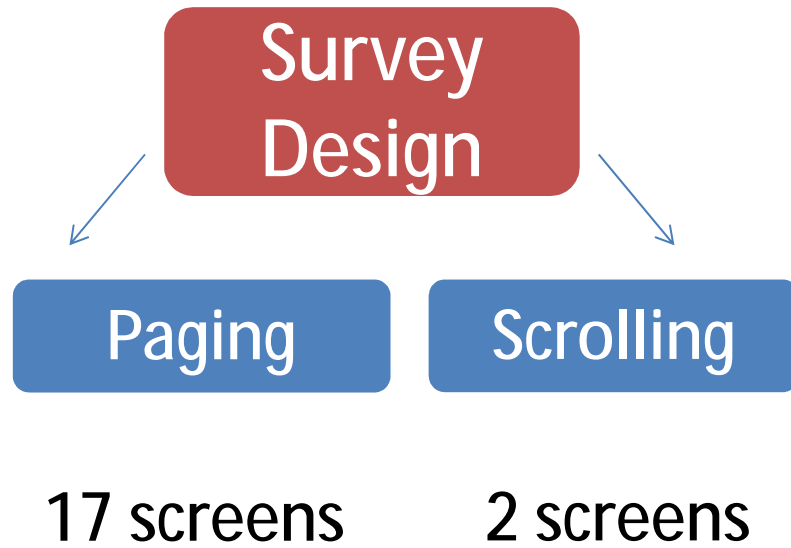 Survey
Design
Paging
Scrolling
17 screens
2 screens